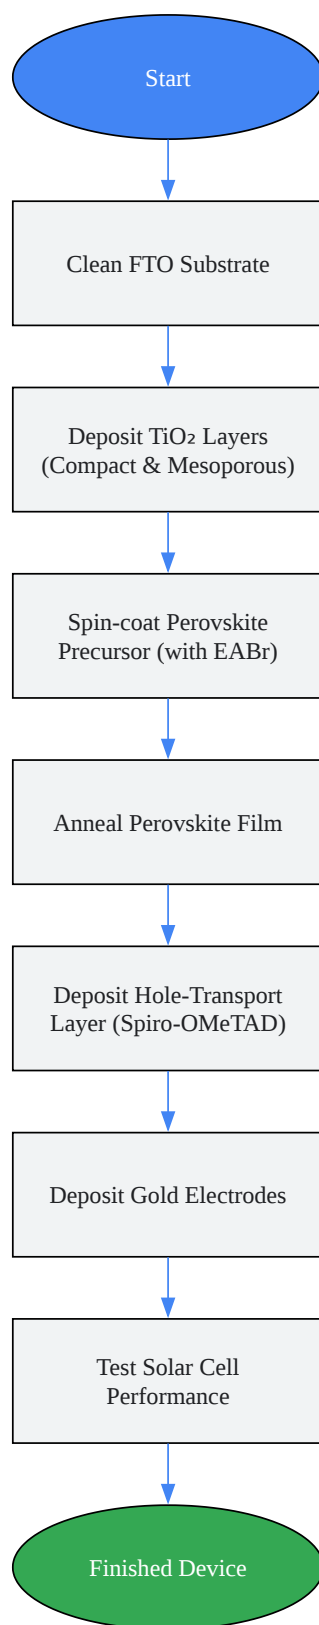 Start
Clean FTO Substrate
Deposit TiO₂ Layers
(Compact & Mesoporous)
Spin-coat Perovskite
Precursor (with EABr)
Anneal Perovskite Film
Deposit Hole-Transport
Layer (Spiro-OMeTAD)
Deposit Gold Electrodes
Test Solar Cell
Performance
Finished Device